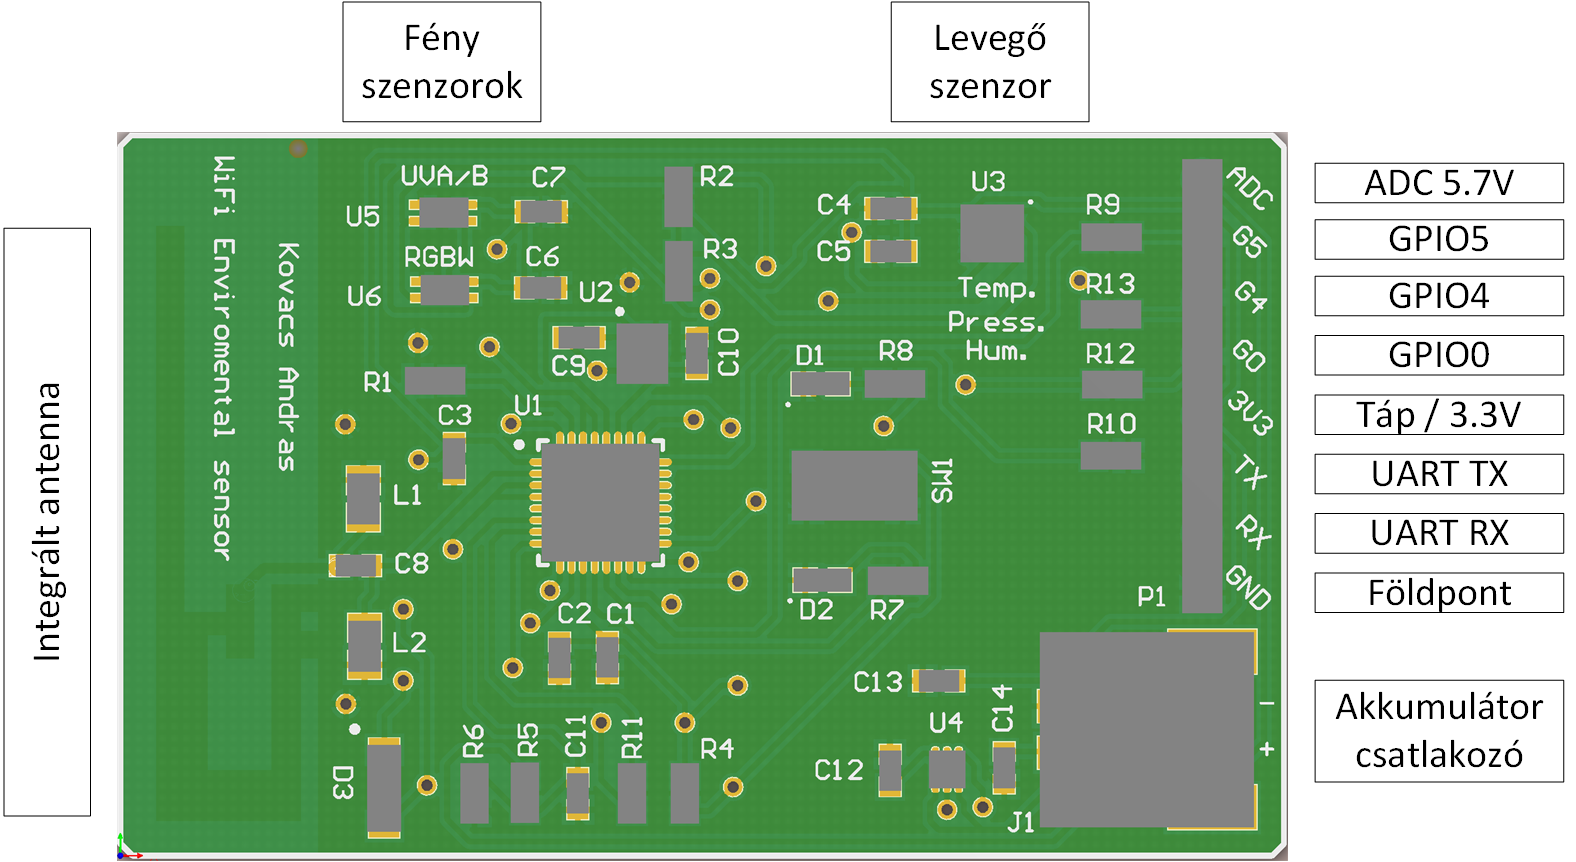 Fény
szenzorok
Levegő
szenzor
Integrált antenna
WiFi Enviromental sensor
Kovacs Andras
UVA/B
U5
C7
RGBW
U6
C6
U2
R2
R3
C9
C10
R1
C3
U1
L1
C8
L2
D3
C2
C1
R6
R5
C11
R11
R4
C4
C5
U3
Temp.
Press.
Hum.
D1
R8
SW1
D2
R7
R9
R13
R12
R10
P1
C13
U4
C14
C12
J1
ADC
G5
G4
G0
3V3
TX
RX
GND
-
+
ADC 5.7V
GPIO5
GPIO4
GPIO0
Táp / 3.3V
UART TX
UART RX
Földpont
Akkumulátor
csatlakozó